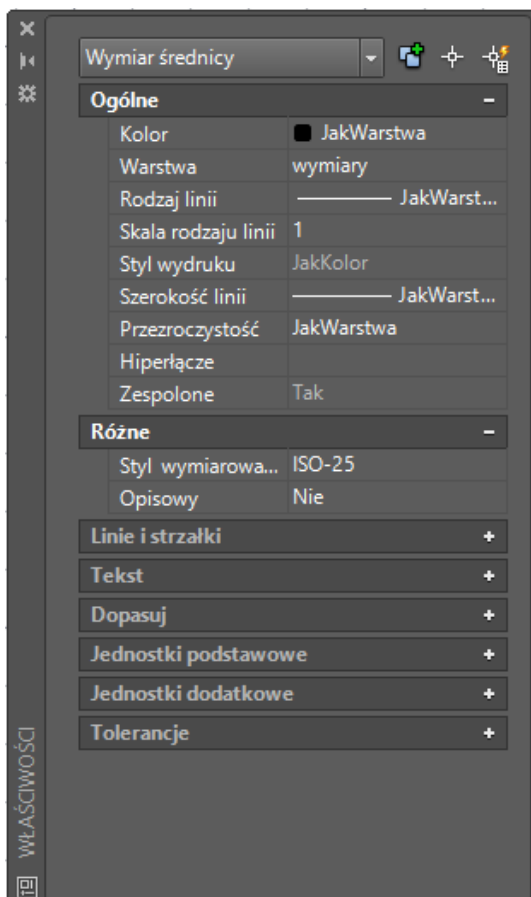 Wymiar średnicy
Ogólne
Kolor JakWarstwa
Warstwa wymiary
Rodzaj linii JakWarst...
Skala rodzaju linii 1
Styl wydruku JakKolor
Szerokość linii JakWarst...
Przezroczystość JakWarstwa
Hiperłącze
Zespolone Tak
Różne
Styl wymiarowa... ISO-25
Opisowy Nie
Linie i strzałki
Tekst
Dopasuj
Jednostki podstawowe
Jednostki dodatkowe
Tolerancje
WŁAŚCIWOŚCI